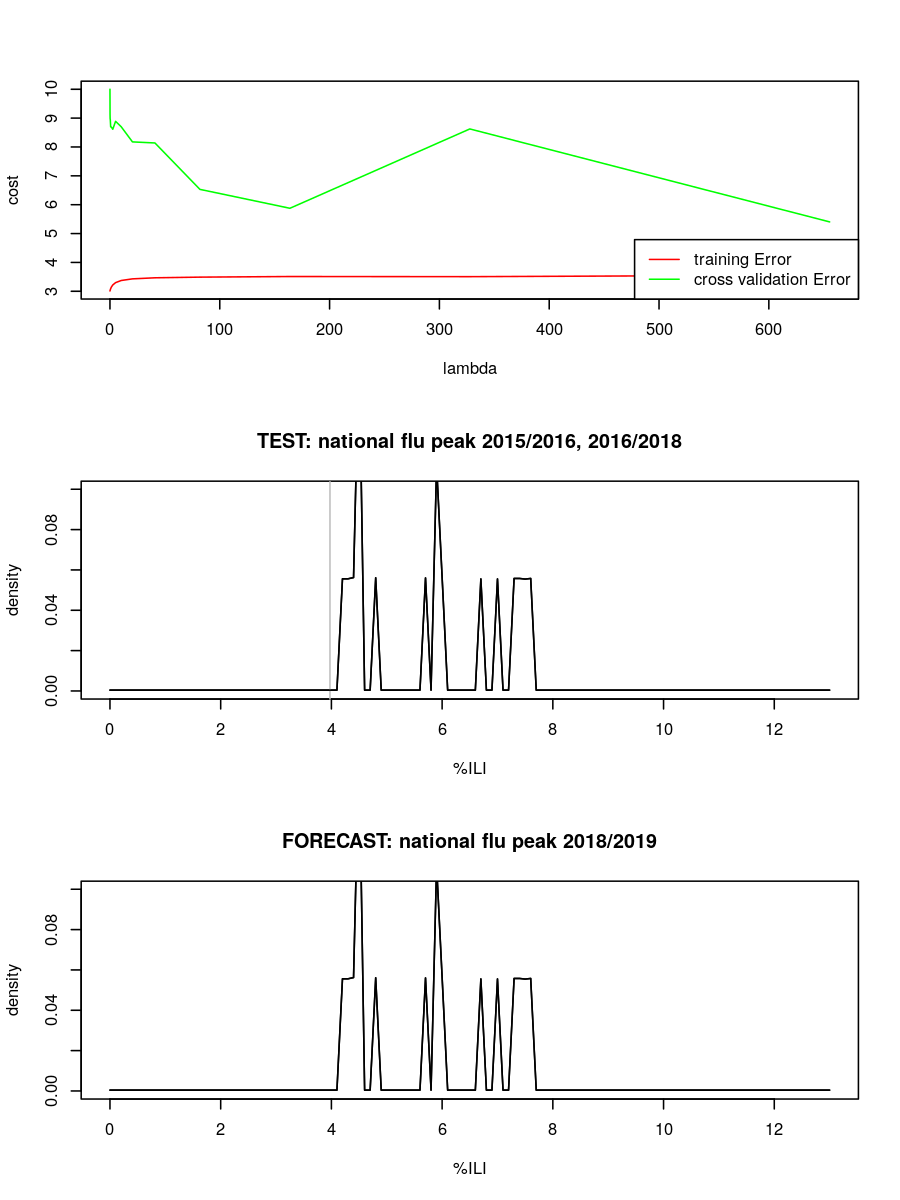 10
9
8
7
6
5
4
3
cost
training Error
cross validation Error
0 100 200 300 400 500 600
lambda
TEST: national flu peak 2015/2016, 2016/2018
0.08
0.04
0.00
density
0 2 4 6 8 10 12
%ILI
FORECAST: national flu peak 2018/2019
0.08
0.04
0.00
density
0 2 4 6 8 10 12
%ILI